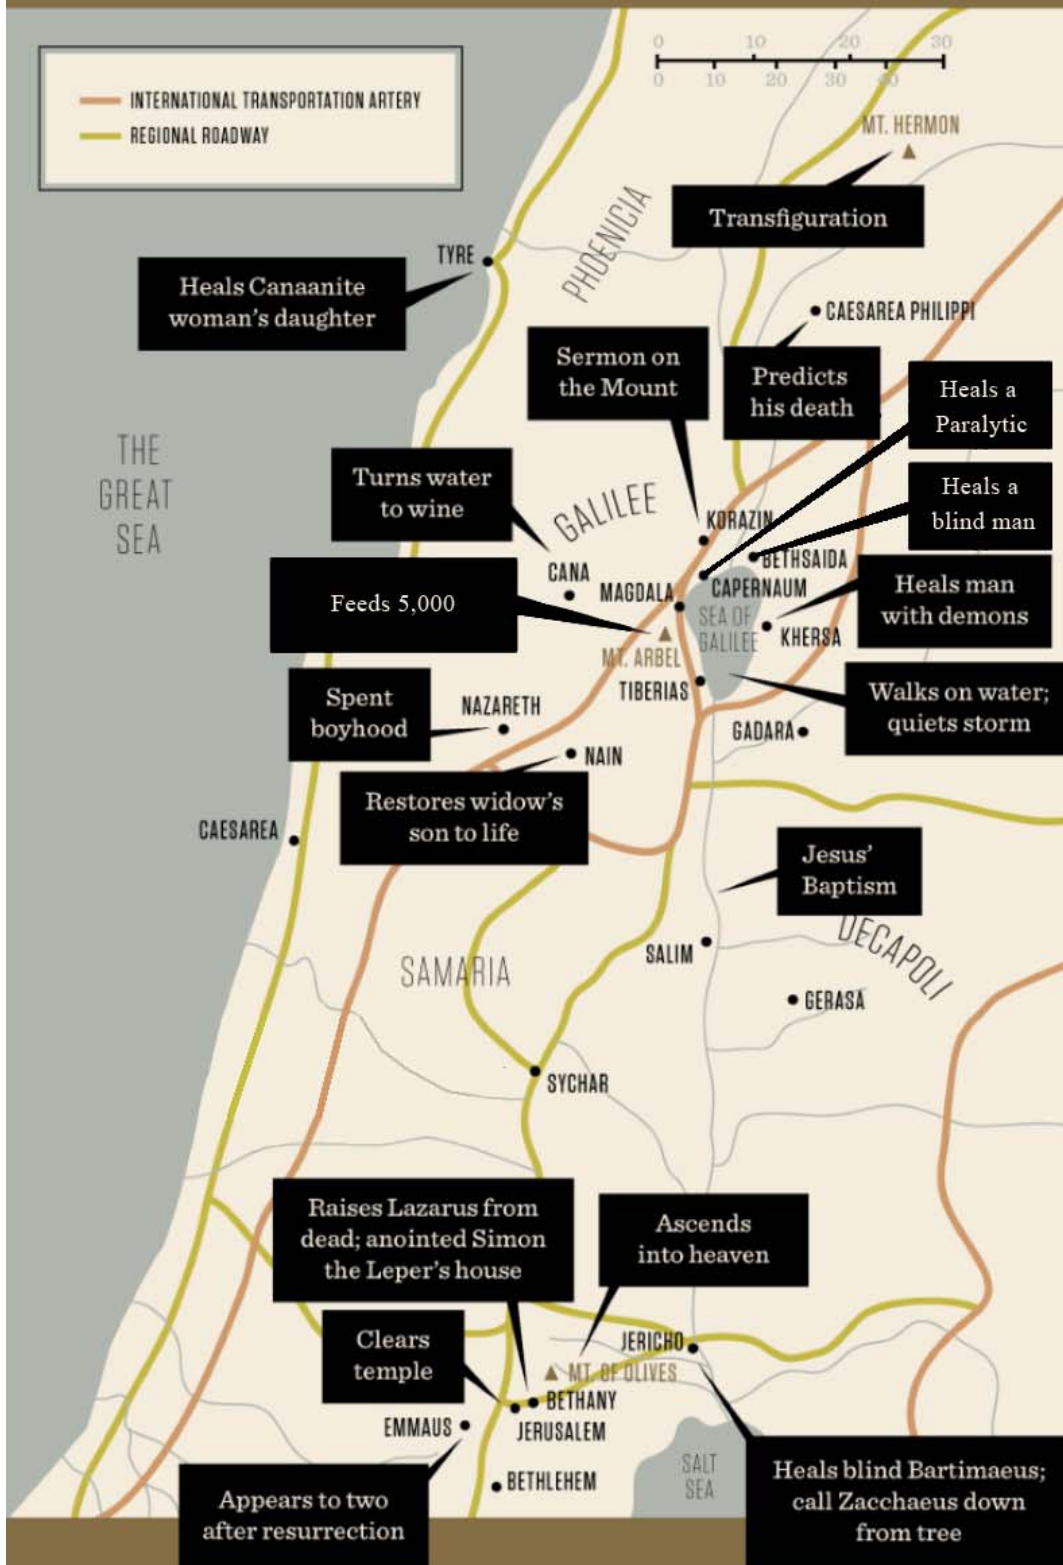 0 10 20 30
0 10 20 30 40
INTERNATIONAL TRANSPORTATION ARTERY
REGIONAL ROADWAY
MT. HERMON
Transfiguration
PHOENICIA
TYRE
Heals Canaanite
woman's daughter
CAESAREA PHILIPPI
Sermon on
the Mount
Predicts
his death
Heals a
Paralytic
THE
GREAT
SEA
Turns water
to wine
GALILEE
Heals a
blind man
KORAZIN
BETHSAIDA
CANA
CAPERNAUM
MAGDALA
Feeds 5,000
Heals man
with demons
SEA OF
GALILEE
KHERSA
MT. ARBEL
TIBERIAS
Walks on water;
quiets storm
Spent
boyhood
NAZARETH
GADARA
NAIN
Restores widow's
son to life
CAESAREA
Jesus'
Baptism
DECAPOLI
SALIM
SAMARIA
GERASA
SYCHAR
Raises Lazarus from
dead; anointed Simon
the Leper's house
Ascends
into heaven
Clears
temple
JERICHO
MT. OF OLIVES
BETHANY
EMMAUS
JERUSALEM
BETHLEHEM
SALT
SEA
Appears to two
after resurrection
Heals blind Bartimaeus;
call Zacchaeus down
from tree